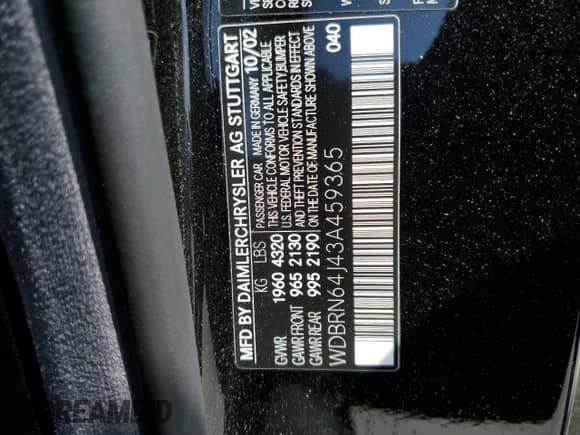 MFD BY DAIMLERCHRYSLER AG STUTTGART
KG LBS PASSENGER CAR MADE IN GERMANY 10/02
GVWR 1960 4320 THIS VEHICLE CONFORMS TO ALL APPLICABLE
GAWR FRONT 965 2130 U.S. FEDERAL MOTOR VEHICLE SAFETY, BUMPER
AND THEFT PREVENTION STANDARDS IN EFFECT
GAWR REAR 995 2190 ON THE DATE OF MANUFACTURE SHOWN ABOVE
WDBRN64J43A459365 040